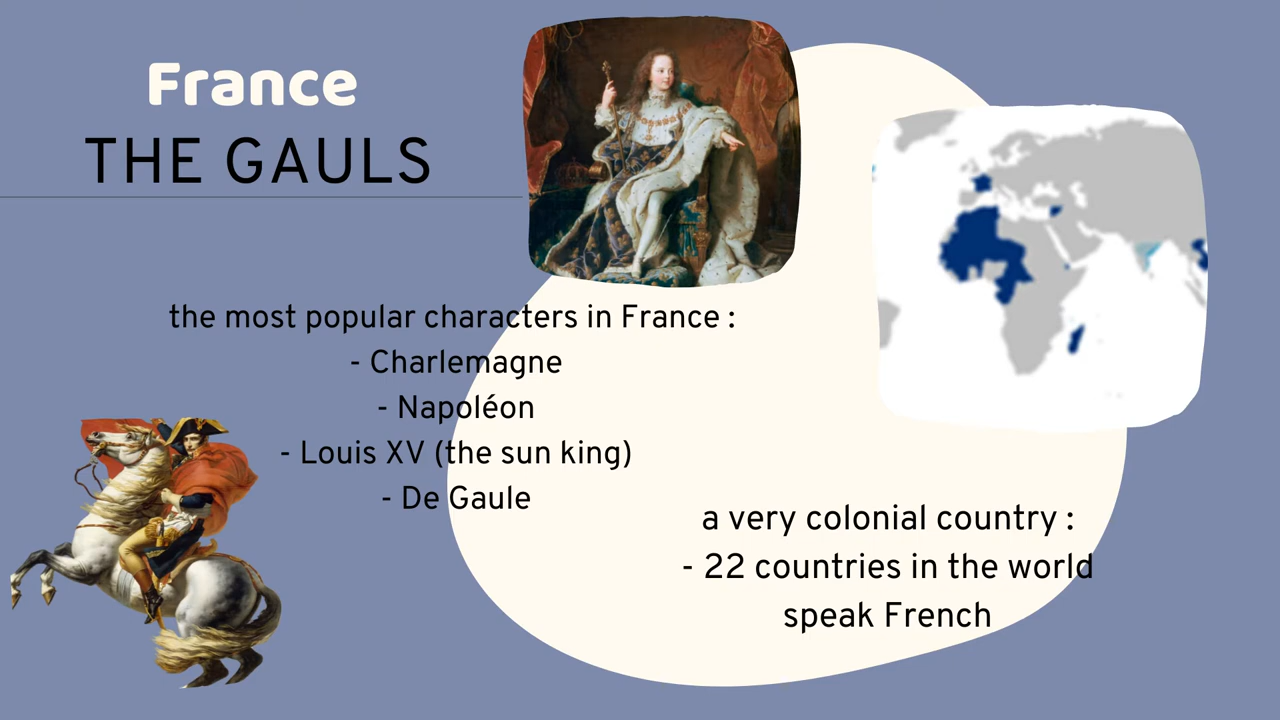 France
THE GAULS
the most popular characters in France :
- Charlemagne
- Napoléon
- Louis XV (the sun king)
- De Gaule
a very colonial country :
- 22 countries in the world
speak French